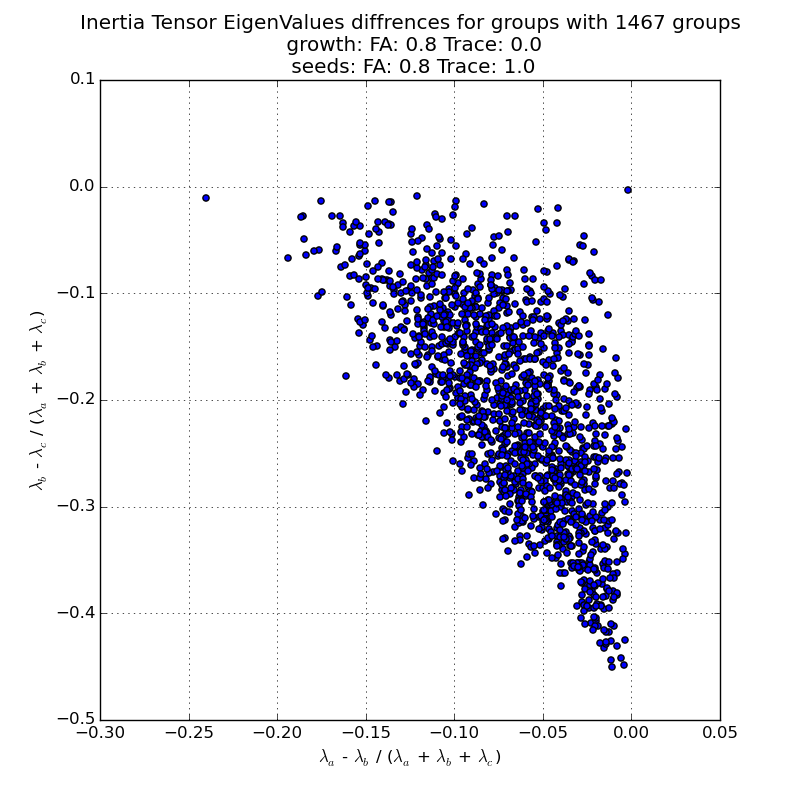 Inertia Tensor EigenValues diffrences for groups with 1467 groups
growth: FA: 0.8 Trace: 0.0
seeds: FA: 0.8 Trace: 1.0
0.1
0.0
−0.1
−0.2
−0.3
−0.4
−0.5
λb - λc / (λa + λb + λc)
−0.30 −0.25 −0.20 −0.15 −0.10 −0.05 0.00 0.05
λa - λb / (λa + λb + λc)